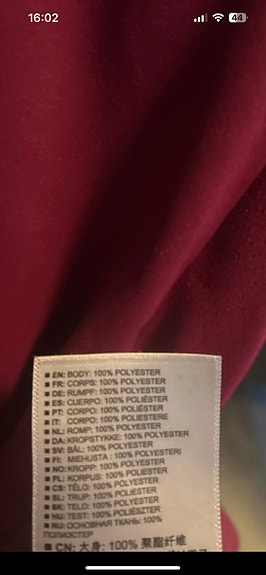 16:02
44
■ EN: BODY: 100% POLYESTER
■ FR: CORPS: 100% POLYESTER
■ DE: RUMPF: 100% POLYESTER
■ ES: CUERPO: 100% POLIÉSTER
■ PT: CORPO: 100% POLIÉSTER
■ IT: CORPO: 100% POLIESTERE
■ NL: ROMP: 100% POLYESTER
■ DA: KROPSTYKKE: 100% POLYESTER
■ SV: BÅL: 100% POLYESTER
■ FI: MIEHUSTA: 100% POLYESTERI
■ NO: KROPP: 100% POLYESTER
■ PL: KORPUS: 100% POLIESTER
■ CS: TĚLO: 100% POLYESTER
■ SL: TRUP: 100% POLIESTER
■ SK: TELO: 100% POLYESTER
■ HU: TEST: 100% POLIÉSZTER
■ RU: ОСНОВНАЯ ТКАНЬ: 100%
ПОЛИЭСТЕР
■ CN: 大身: 100% 聚酯纤维